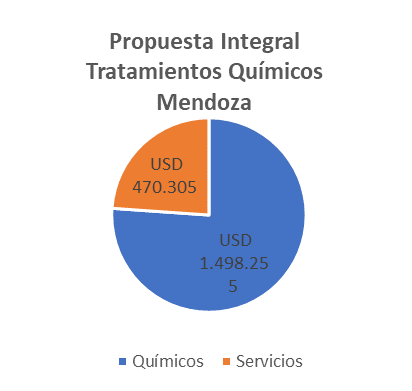 Propuesta Integral
Tratamientos Químicos
Mendoza
USD
470.305
USD
1.498.25
5
Químicos
Servicios